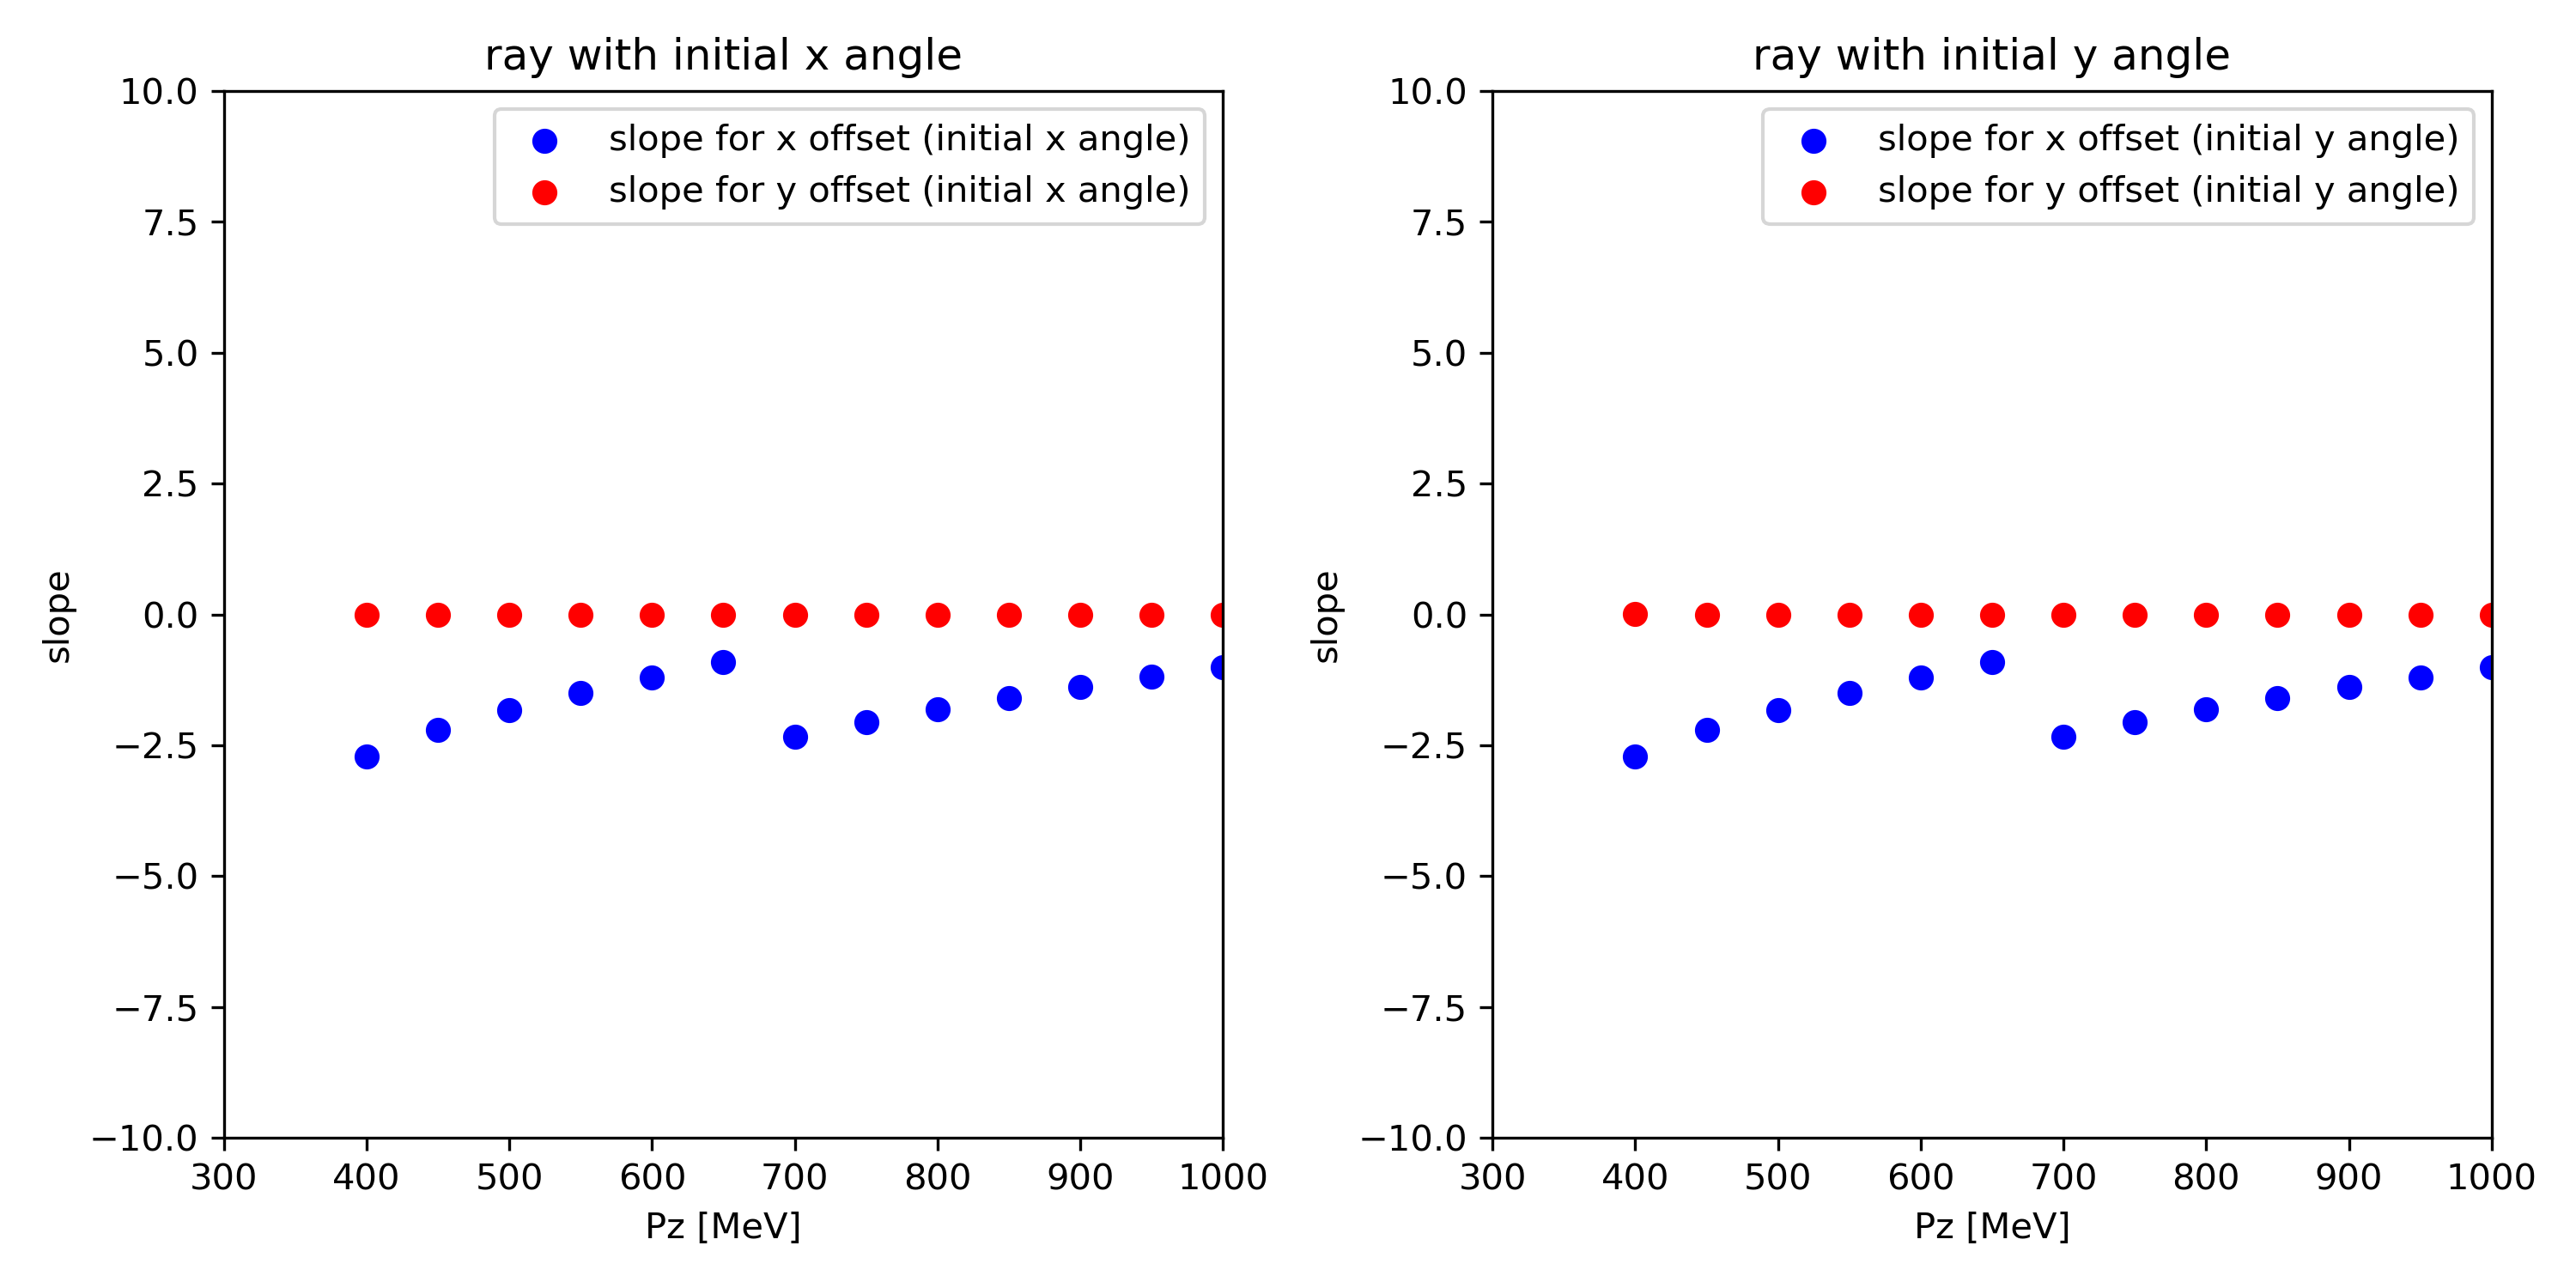 ray with initial x angle
slope for x offset (initial x angle)
slope for y offset (initial x angle)
10.0
7.5
5.0
2.5
0.0
−2.5
−5.0
−7.5
−10.0
slope
300 400 500 600 700 800 900 1000
Pz [MeV]
ray with initial y angle
slope for x offset (initial y angle)
slope for y offset (initial y angle)
10.0
7.5
5.0
2.5
0.0
−2.5
−5.0
−7.5
−10.0
slope
300 400 500 600 700 800 900 1000
Pz [MeV]